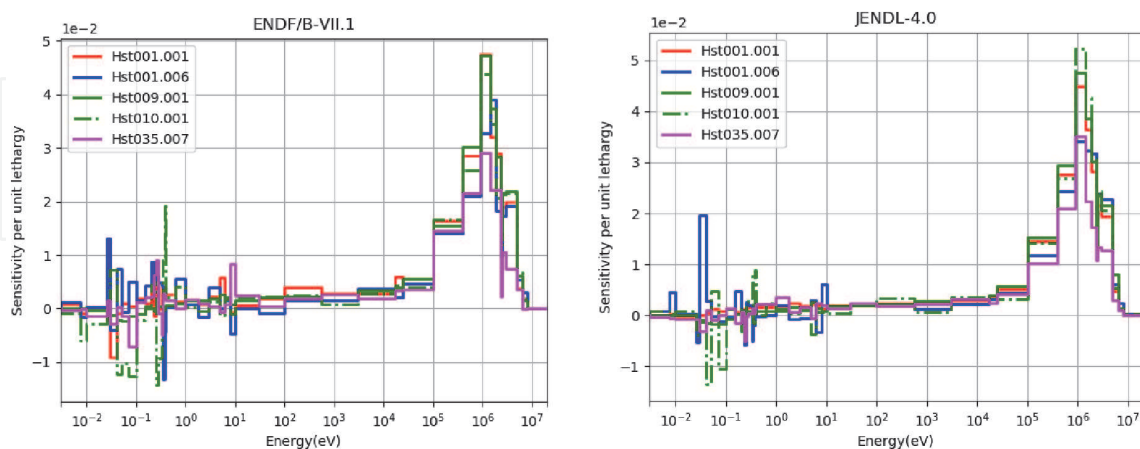 ENDF/B-VII.1
1e−2
Hst001.001
Hst001.006
Hst009.001
Hst010.001
Hst035.007
Sensitivity per unit lethargy
5
4
3
2
1
0
−1
10⁻² 10⁻¹ 10⁰ 10¹ 10² 10³ 10⁴ 10⁵ 10⁶ 10⁷
Energy(eV)
JENDL-4.0
1e−2
Hst001.001
Hst001.006
Hst009.001
Hst010.001
Hst035.007
Sensitivity per unit lethargy
5
4
3
2
1
0
−1
10⁻² 10⁻¹ 10⁰ 10¹ 10² 10³ 10⁴ 10⁵ 10⁶ 10⁷
Energy(eV)